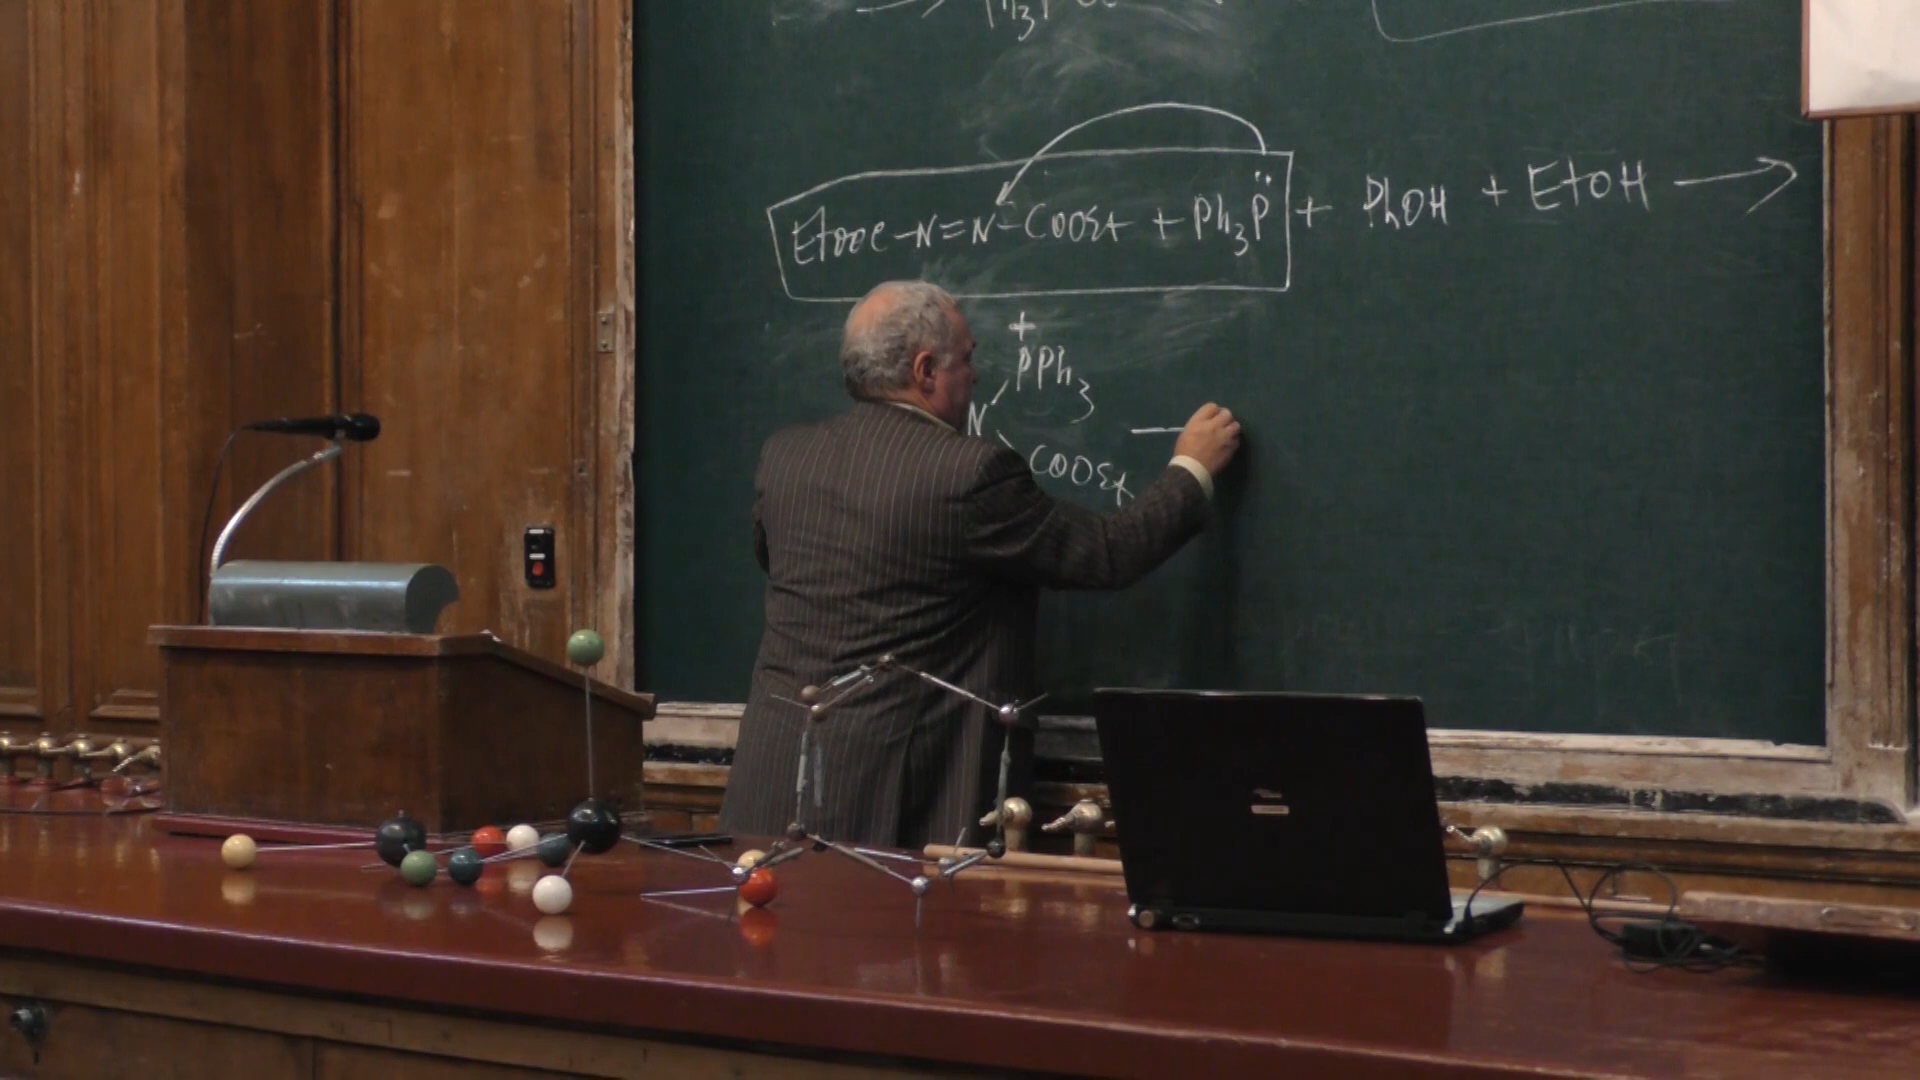 EtOOC-N=N-COOEt + Ph₃P̈ + PhOH + EtOH →
+
PPh₃
N
COOEt